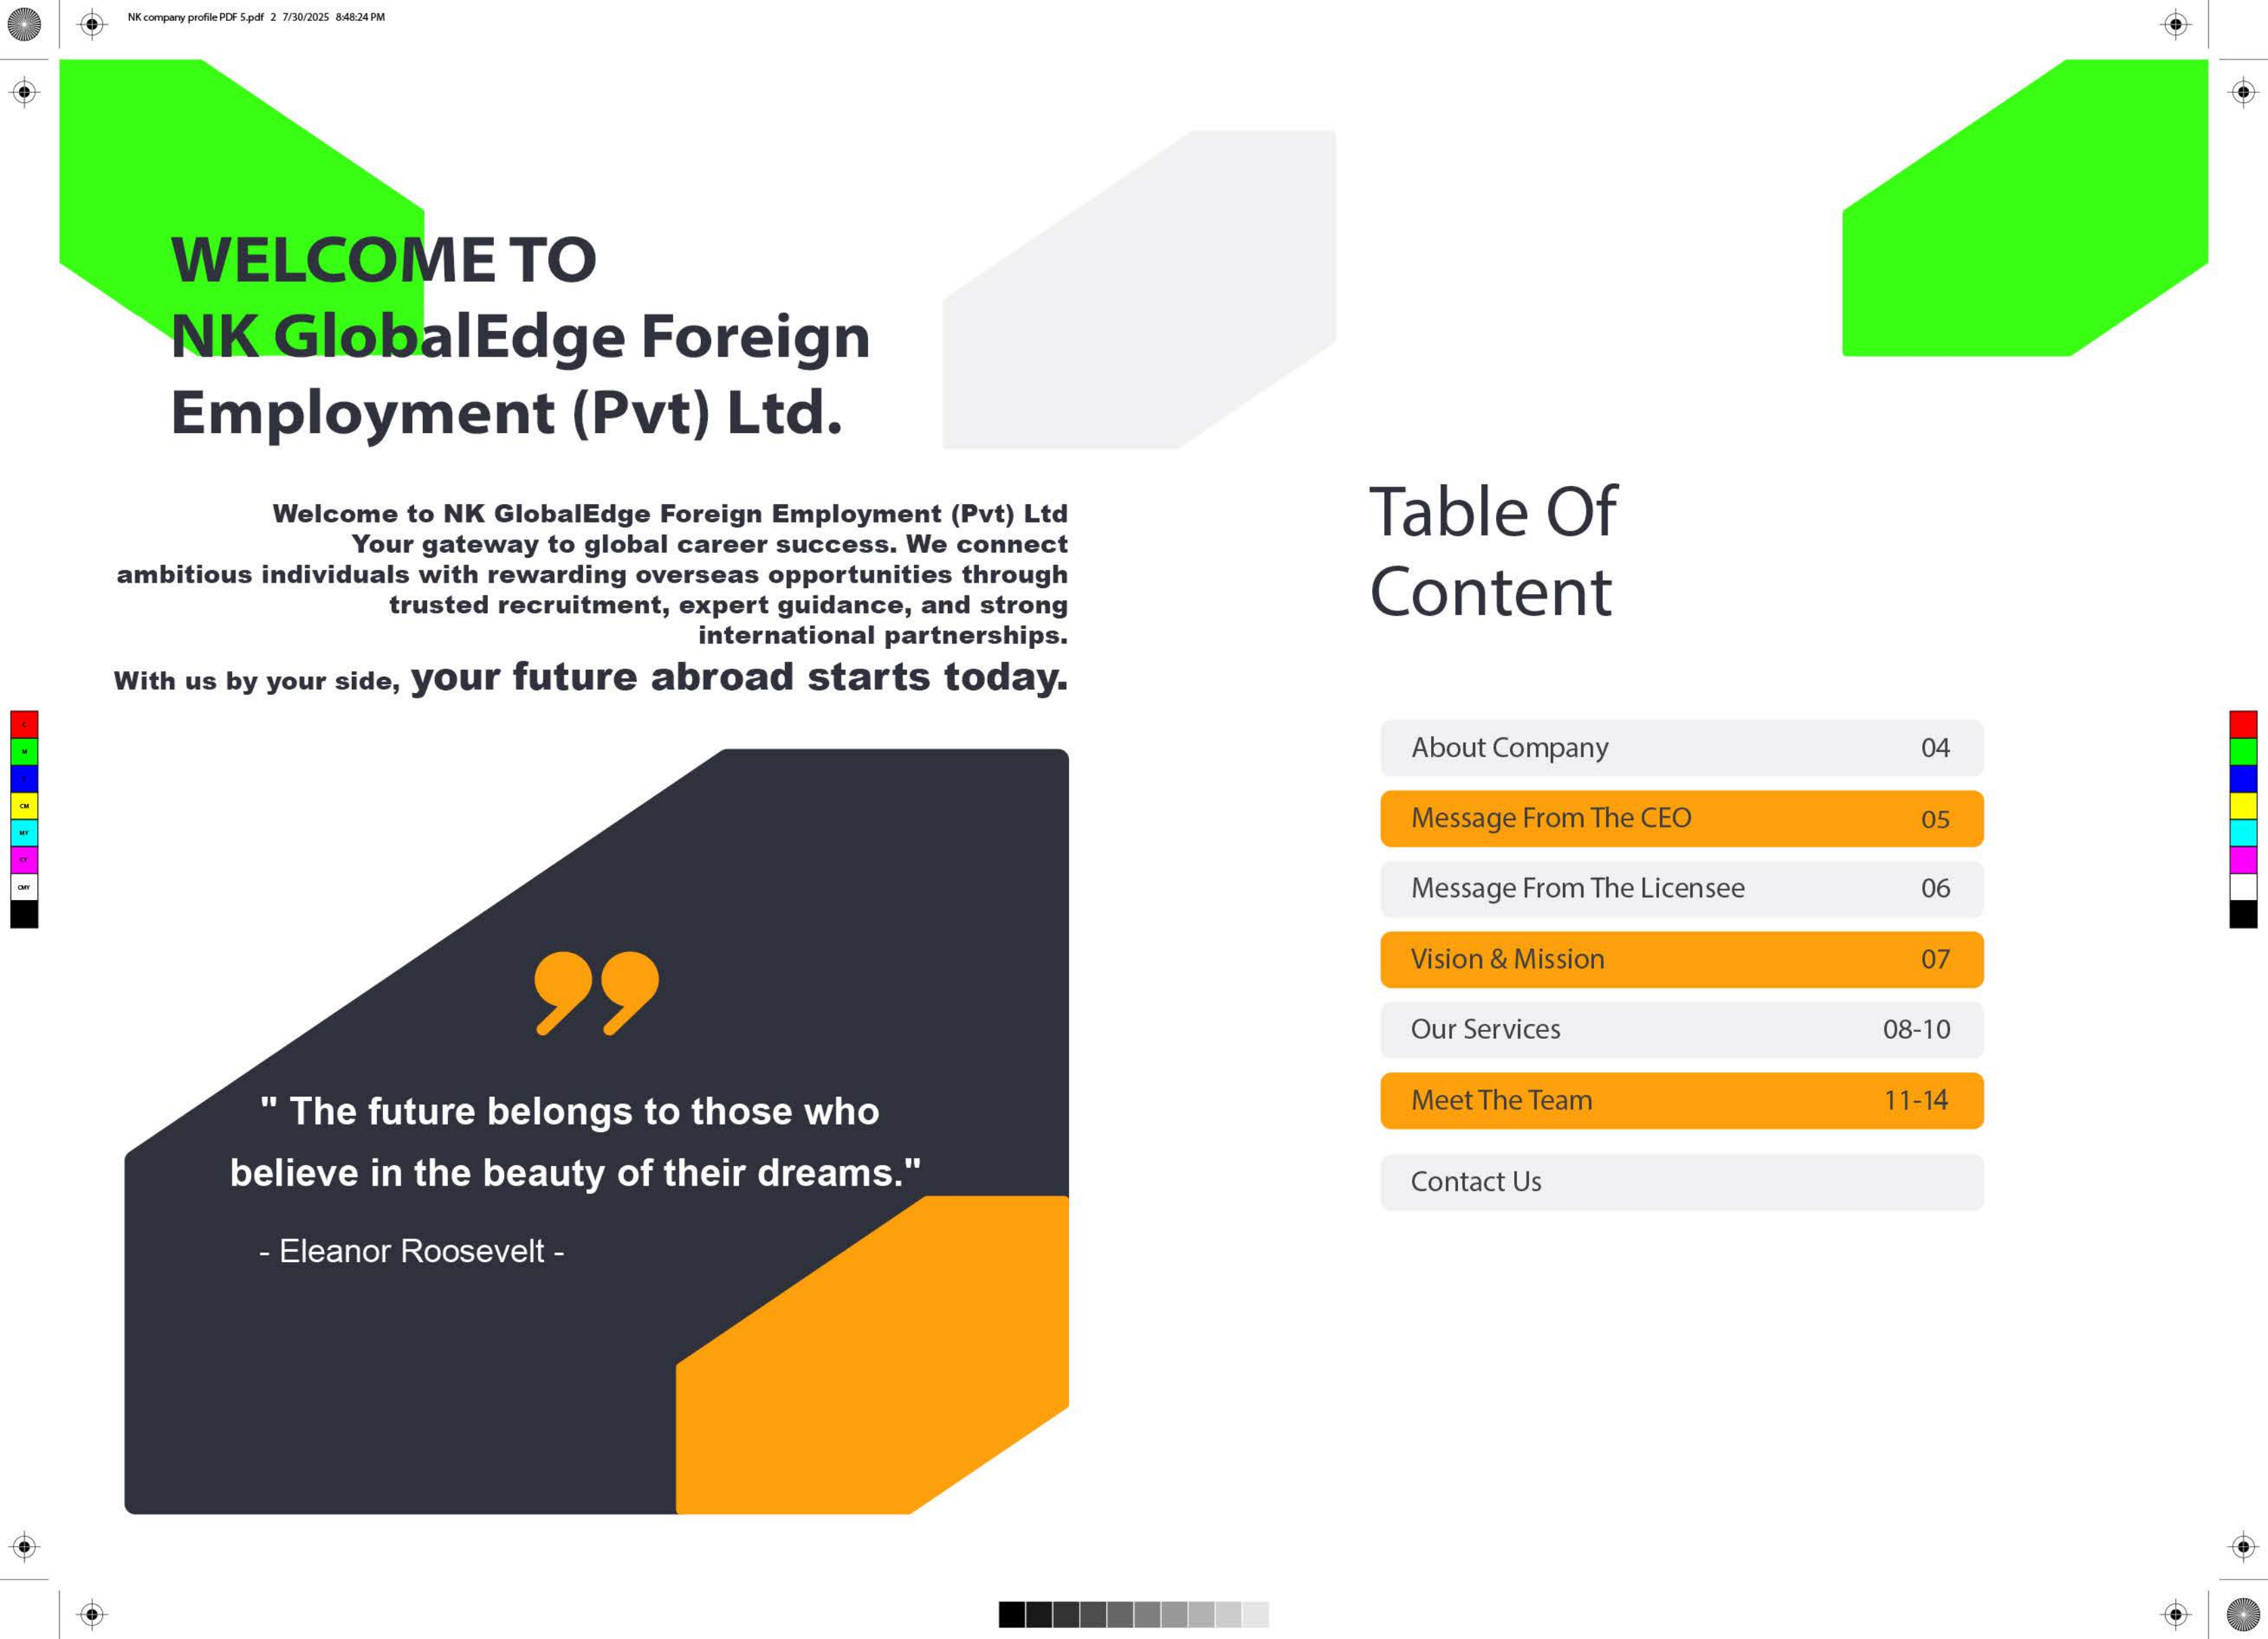 NK company profile PDF 5.pdf 2 7/30/2025 8:48:24 PM
WELCOME TO
NK GlobalEdge Foreign
Employment (Pvt) Ltd.
Welcome to NK GlobalEdge Foreign Employment (Pvt) Ltd
Your gateway to global career success. We connect
ambitious individuals with rewarding overseas opportunities through
trusted recruitment, expert guidance, and strong
international partnerships.
With us by your side, your future abroad starts today.
" The future belongs to those who
believe in the beauty of their dreams."
- Eleanor Roosevelt -
Table Of
Content
About Company 04
Message From The CEO 05
Message From The Licensee 06
Vision & Mission 07
Our Services 08-10
Meet The Team 11-14
Contact Us
C
M
CM
MY
CY
CMY